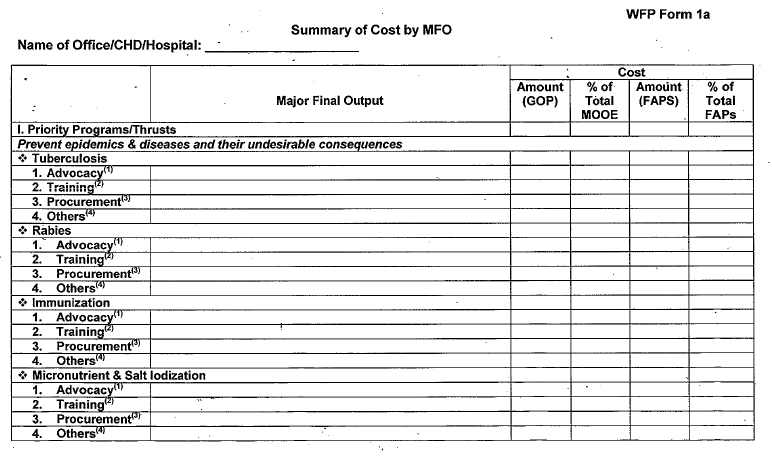 WFP Form 1a
Summary of Cost by MFO
Name of Office/CHD/Hospital:
Major Final Output
Cost
Amount (GOP)
% of Total MOOE
Amount (FAPS)
% of Total FAPs
I. Priority Programs/Thrusts
Prevent epidemics & diseases and their undesirable consequences
❖ Tuberculosis
1. Advocacy(1)
2. Training(2)
3. Procurement(3)
4. Others(4)
❖ Rabies
1. Advocacy(1)
2. Training(2)
3. Procurement(3)
4. Others(4)
❖ Immunization
1. Advocacy(1)
2. Training(2)
3. Procurement(3)
4. Others(4)
❖ Micronutrient & Salt Iodization
1. Advocacy(1)
2. Training(2)
3. Procurement(3)
4. Others(4)